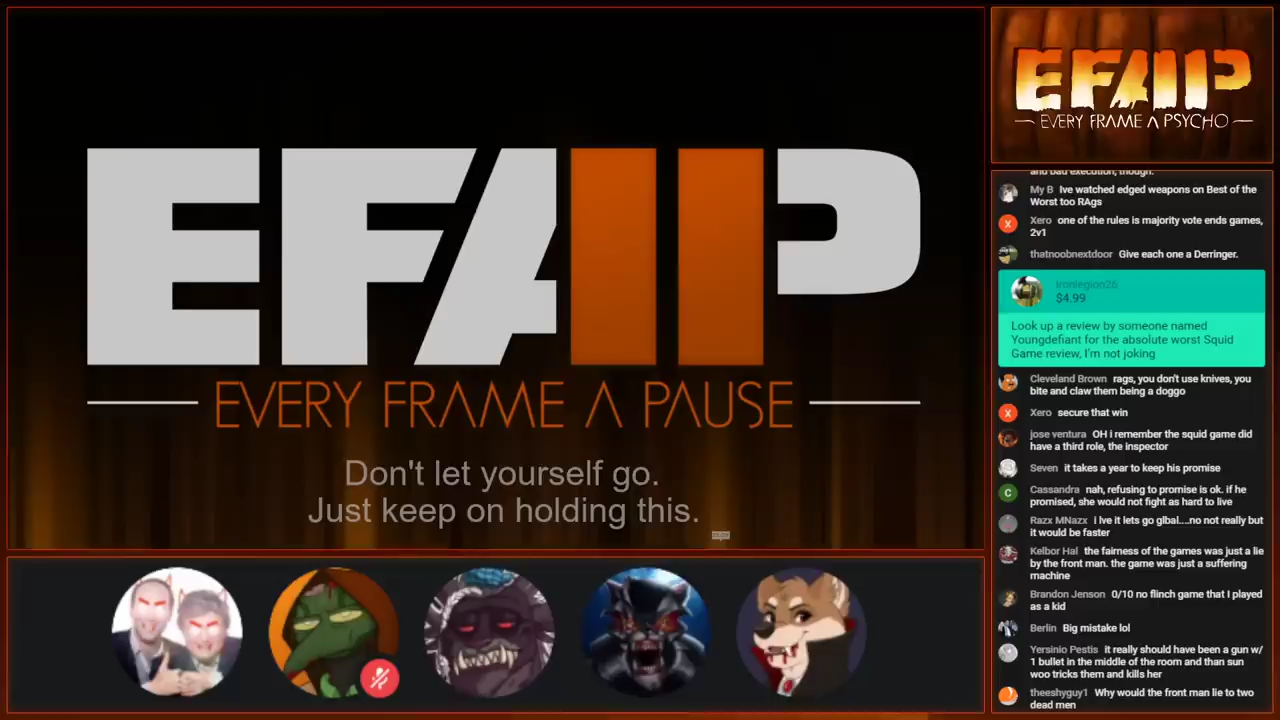 EFAP
EVERY FRAME A PAUSE
Don't let yourself go.
Just keep on holding this.
EFAP
EVERY FRAME A PSYCHO
and bad execution, though.
My B Ive watched edged weapons on Best of the
Worst too RAgs
X
Xero one of the rules is majority vote ends games,
2v1
thatnoobnextdoor Give each one a Derringer.
Ironlegion26
$4.99
Look up a review by someone named
Youngdefiant for the absolute worst Squid
Game review, I'm not joking
Cleveland Brown rags, you don't use knives, you
bite and claw them being a doggo
X
Xero secure that win
jose ventura OH i remember the squid game did
have a third role, the inspector
Seven it takes a year to keep his promise
C
Cassandra nah, refusing to promise is ok. if he
promised, she would not fight as hard to live
Razx MNazx i lve it lets go glbal....no not really but
it would be faster
Kelbor Hal the fairness of the games was just a lie
by the front man. the game was just a suffering
machine
Brandon Jenson 0/10 no flinch game that I played
as a kid
Berlin Big mistake lol
Yersinio Pestis it really should have been a gun w/
1 bullet in the middle of the room and than sun
woo tricks them and kills her
theeshyguy1 Why would the front man lie to two
dead men